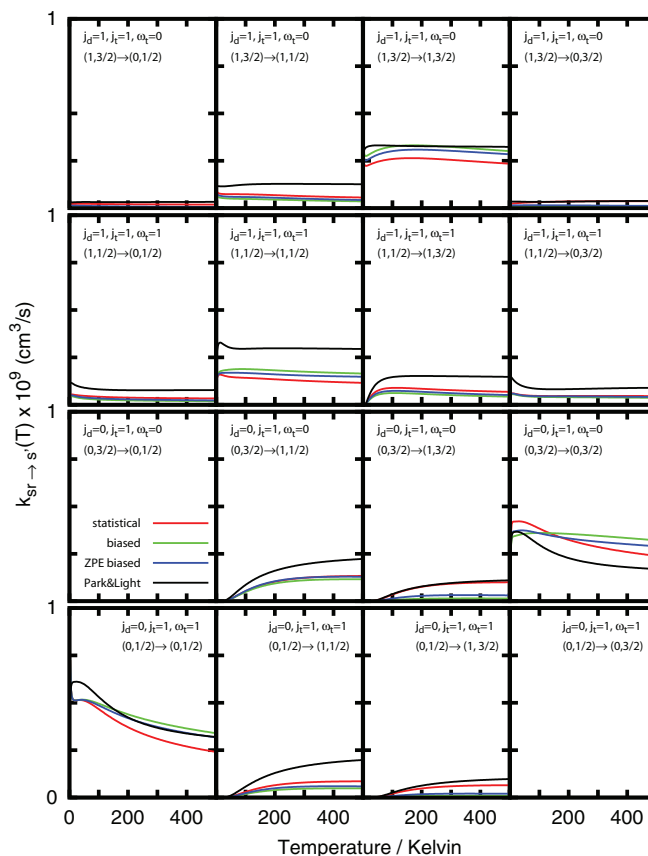 1
j_d=1, j_t=1, ω_t=0
(1,3/2)→(0,1/2)
j_d=1, j_t=1, ω_t=0
(1,3/2)→(1,1/2)
j_d=1, j_t=1, ω_t=0
(1,3/2)→(1,3/2)
j_d=1, j_t=1, ω_t=0
(1,3/2)→(0,3/2)
1
j_d=1, j_t=1, ω_t=1
(1,1/2)→(0,1/2)
j_d=1, j_t=1, ω_t=1
(1,1/2)→(1,1/2)
j_d=1, j_t=1, ω_t=1
(1,1/2)→(1,3/2)
j_d=1, j_t=1, ω_t=1
(1,1/2)→(0,3/2)
k_sr → s'(T) x 10^9 (cm^3/s)
1
j_d=0, j_t=1, ω_t=0
(0,3/2)→(0,1/2)
j_d=0, j_t=1, ω_t=0
(0,3/2)→(1,1/2)
j_d=0, j_t=1, ω_t=0
(0,3/2)→(1,3/2)
j_d=0, j_t=1, ω_t=0
(0,3/2)→(0,3/2)
statistical
biased
ZPE biased
Park&Light
1
j_d=0, j_t=1, ω_t=1
(0,1/2)→ (0,1/2)
j_d=0, j_t=1, ω_t=1
(0,1/2)→ (1,1/2)
j_d=0, j_t=1, ω_t=1
(0,1/2)→ (1, 3/2)
j_d=0, j_t=1, ω_t=1
(0,1/2)→ (0,3/2)
0
200 400 200 400 200 400 200 400
Temperature / Kelvin